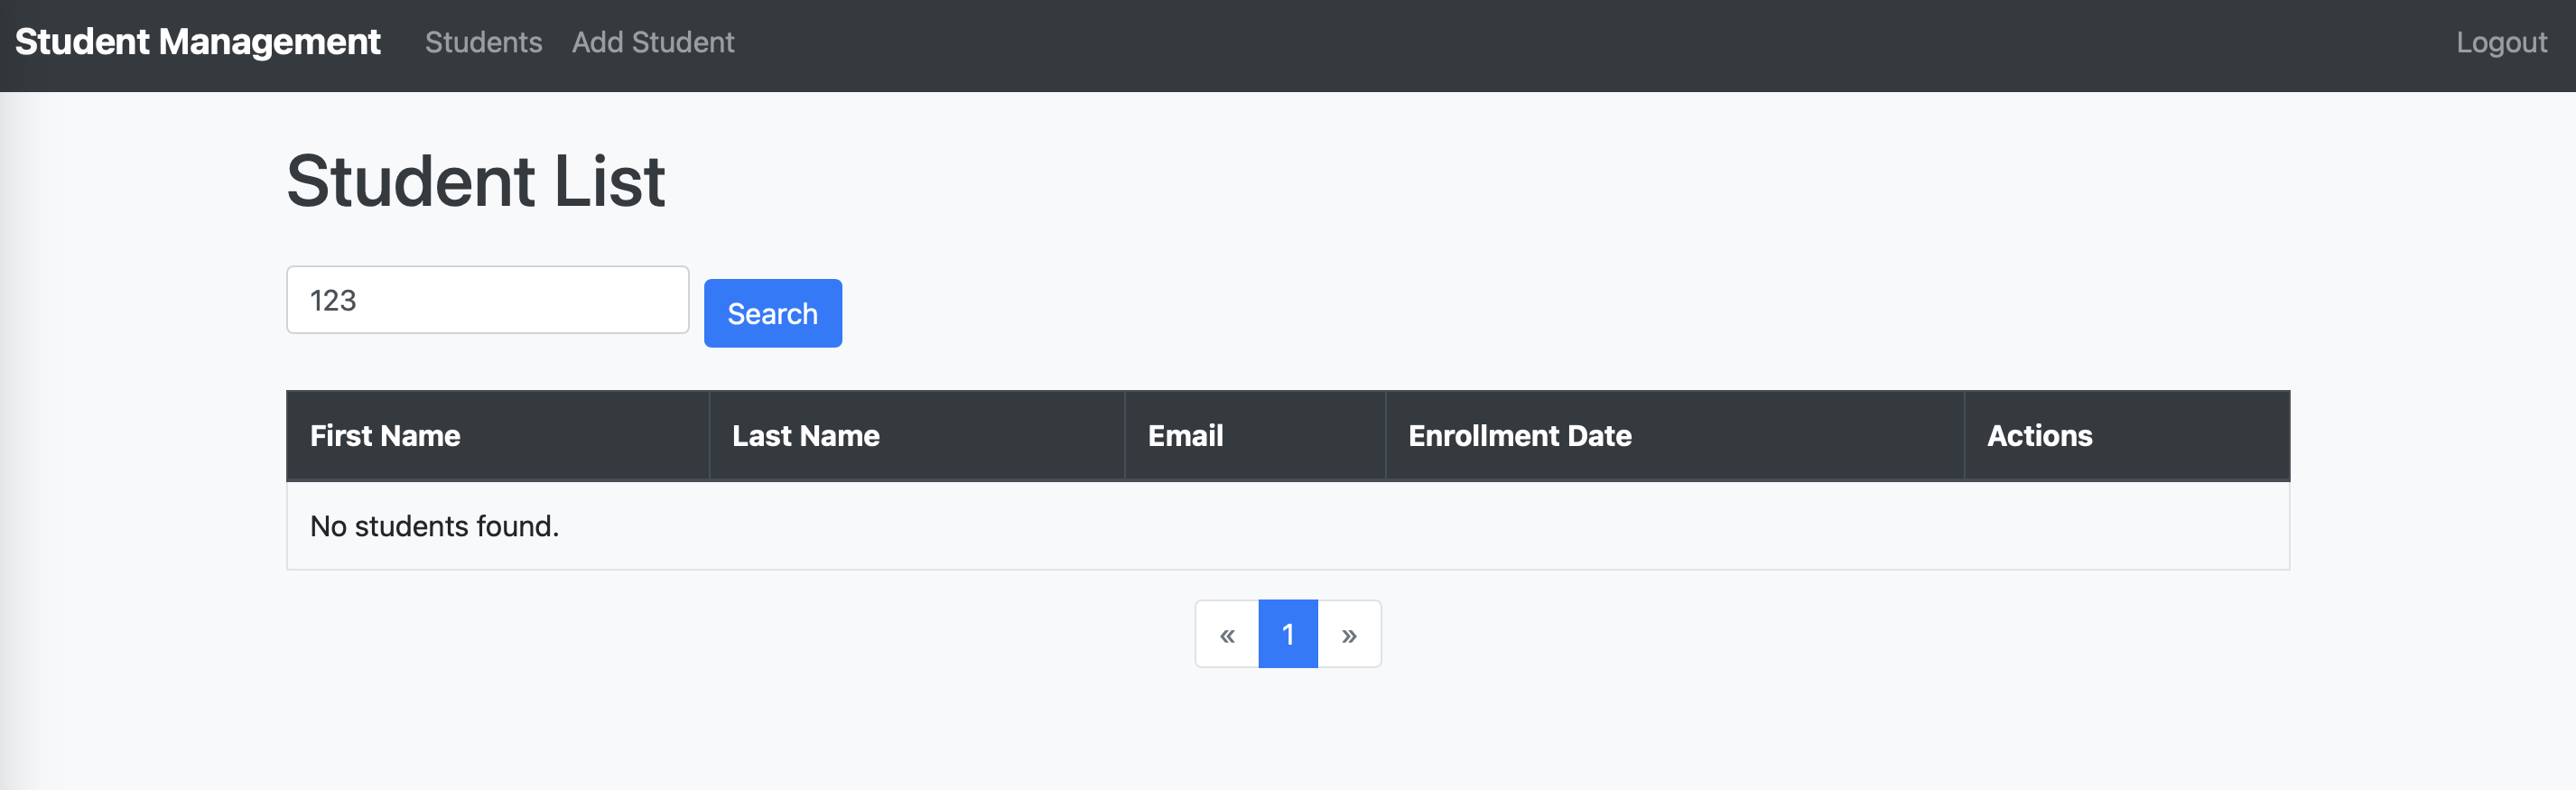 Student Management Students Add Student Logout
Student List
123
Search
First Name Last Name Email Enrollment Date Actions
No students found.
« 1 »